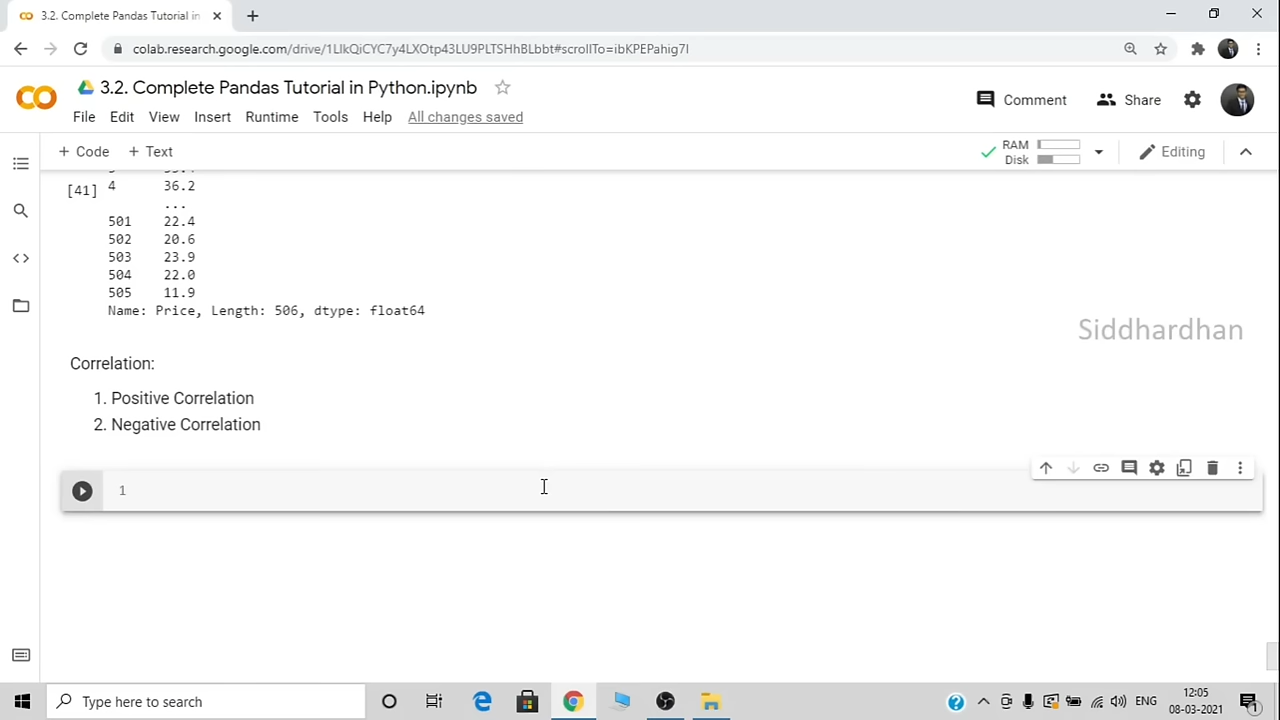 3.2. Complete Pandas Tutorial in
colab.research.google.com/drive/1LlkQiCYC7y4LXOtp43LU9PLTSHhBLbbt#scrollTo=ibKPEPahig7I
3.2. Complete Pandas Tutorial in Python.ipynb
Comment
Share
File Edit View Insert Runtime Tools Help All changes saved
+ Code + Text
RAM
Disk
Editing
[41] 4 36.2
...
501 22.4
502 20.6
503 23.9
504 22.0
505 11.9
Name: Price, Length: 506, dtype: float64
Siddhardhan
Correlation:
1. Positive Correlation
2. Negative Correlation
1
Type here to search
ENG
12:05
08-03-2021
1